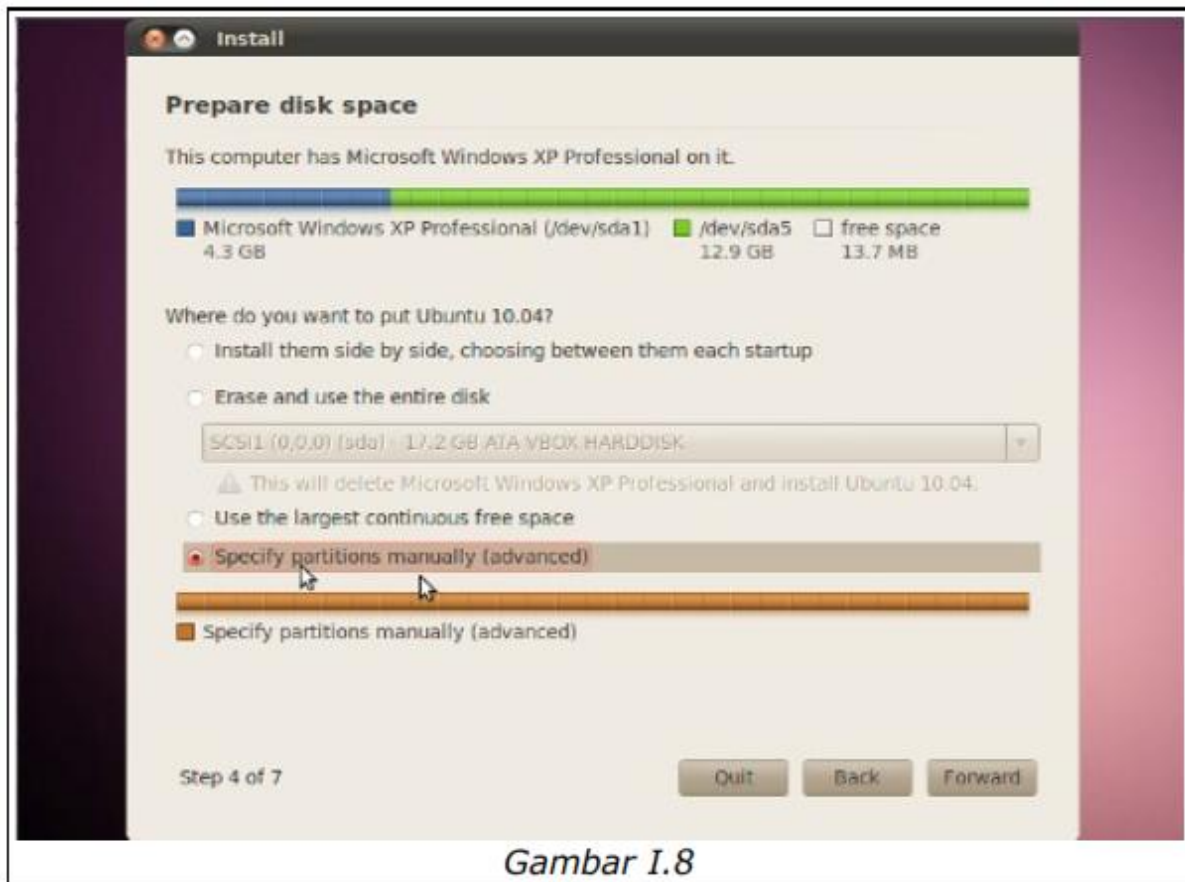 Install
Prepare disk space
This computer has Microsoft Windows XP Professional on it.
Microsoft Windows XP Professional (/dev/sda1)
4.3 GB
/dev/sda5
12.9 GB
free space
13.7 MB
Where do you want to put Ubuntu 10.04?
Install them side by side, choosing between them each startup
Erase and use the entire disk
SCSI1 (0,0,0) (sda) - 17.2 GB ATA VBOX HARDDISK
This will delete Microsoft Windows XP Professional and install Ubuntu 10.04.
Use the largest continuous free space
Specify partitions manually (advanced)
Specify partitions manually (advanced)
Step 4 of 7
Quit
Back
Forward
Gambar I.8